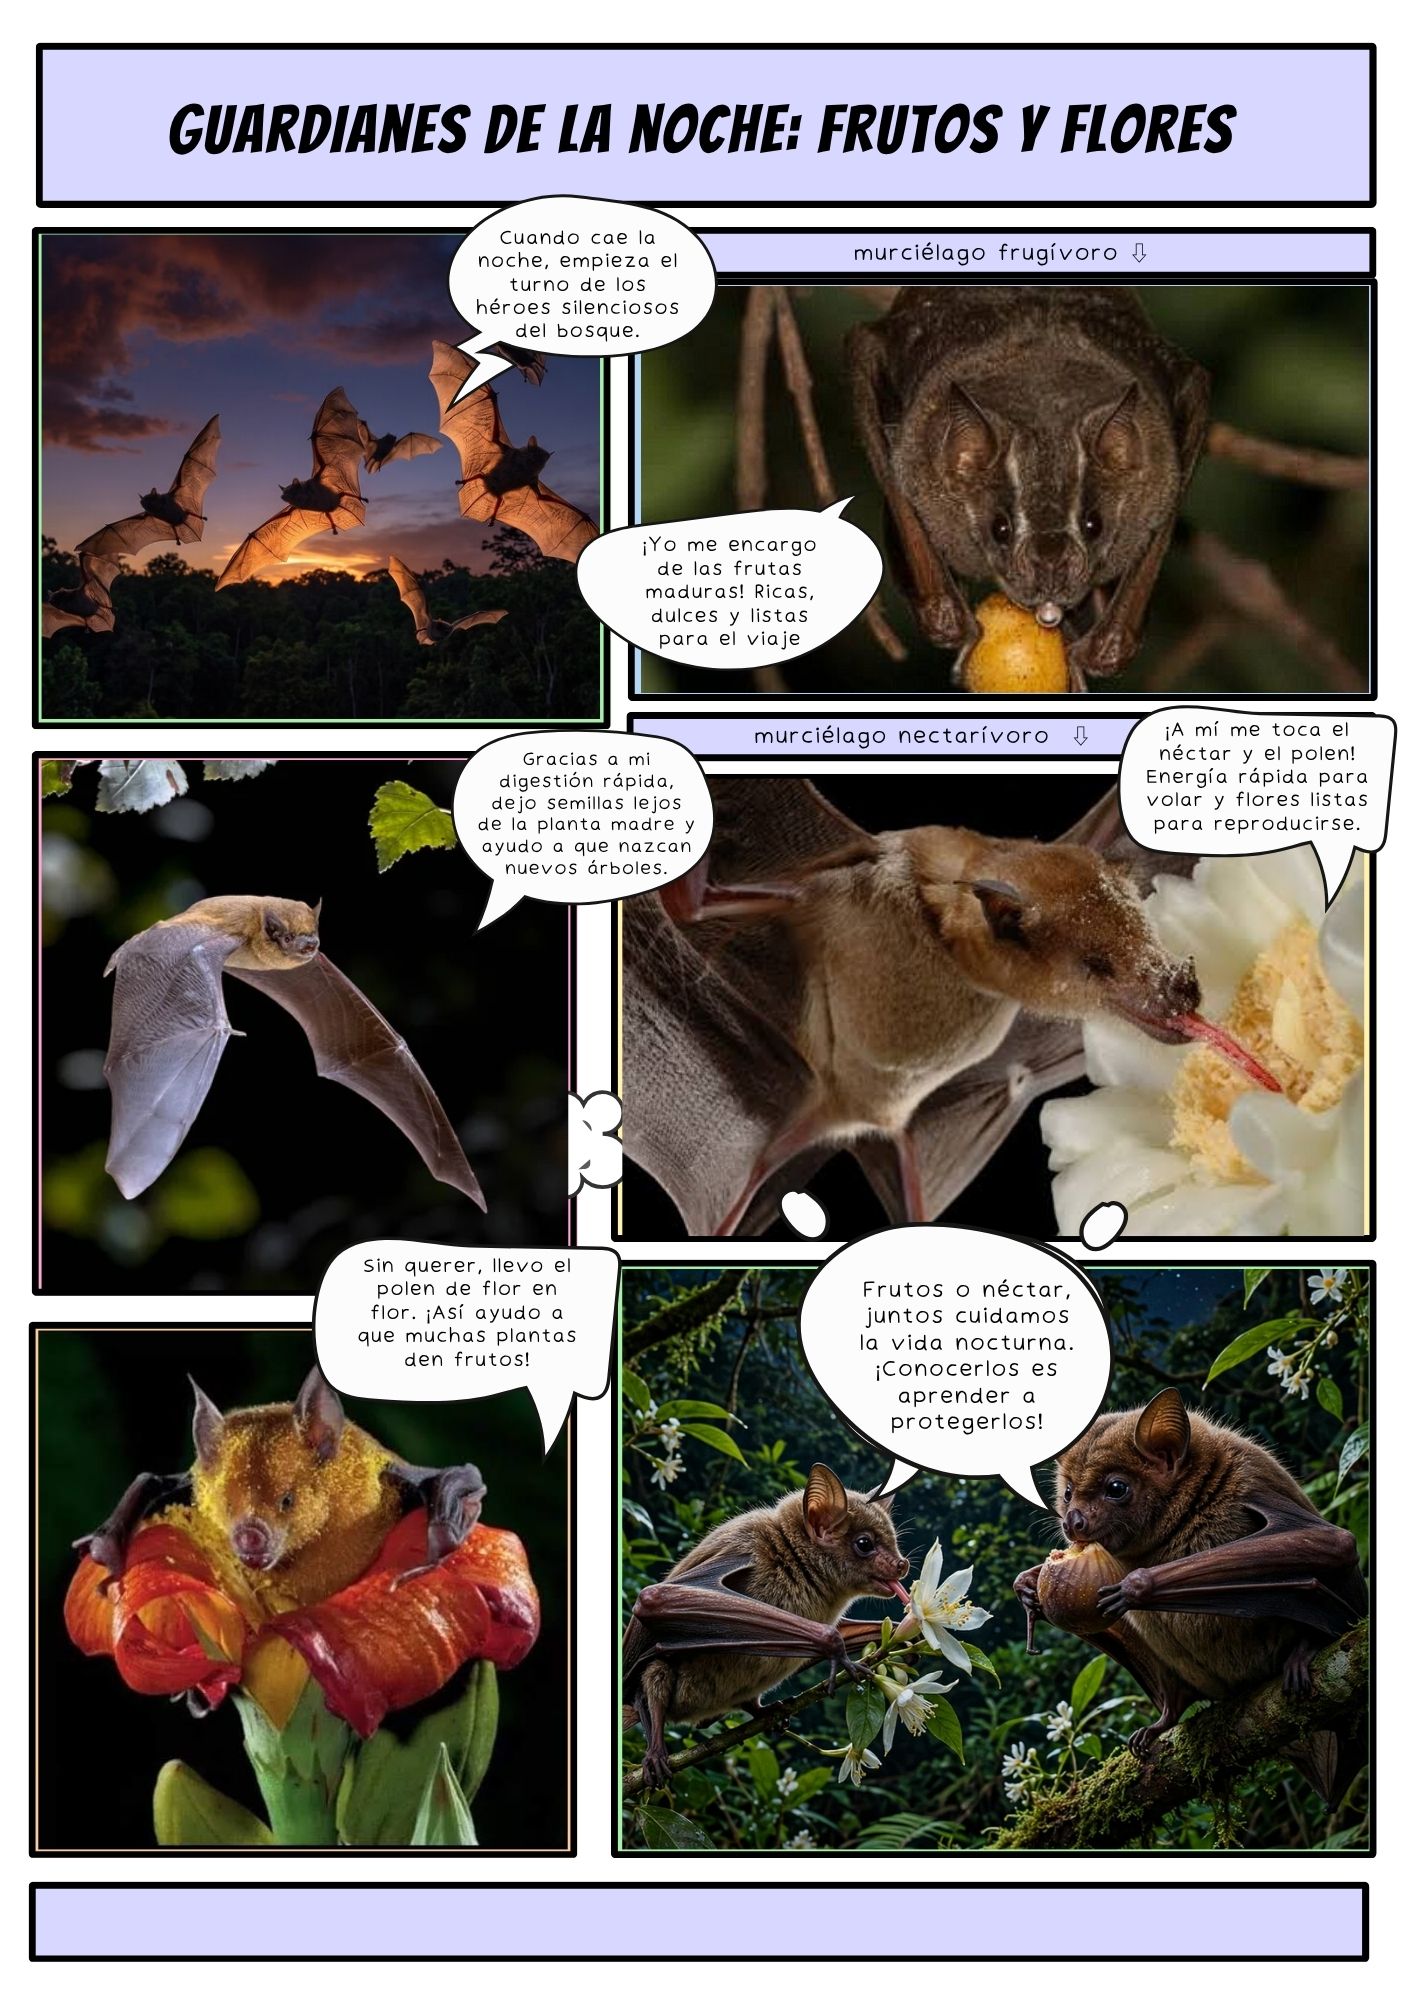 GUARDIANES DE LA NOCHE: FRUTOS Y FLORES
Cuando cae la
noche, empieza el
turno de los
héroes silenciosos
del bosque.
murciélago frugívoro ⇩
¡Yo me encargo
de las frutas
maduras! Ricas,
dulces y listas
para el viaje
Gracias a mi
digestión rápida,
dejo semillas lejos
de la planta madre y
ayudo a que nazcan
nuevos árboles.
murciélago nectarívoro ⇩
¡A mí me toca el
néctar y el polen!
Energía rápida para
volar y flores listas
para reproducirse.
Sin querer, llevo el
polen de flor en
flor. ¡Así ayudo a
que muchas plantas
den frutos!
Frutos o néctar,
juntos cuidamos
la vida nocturna.
¡Conocerlos es
aprender a
protegerlos!